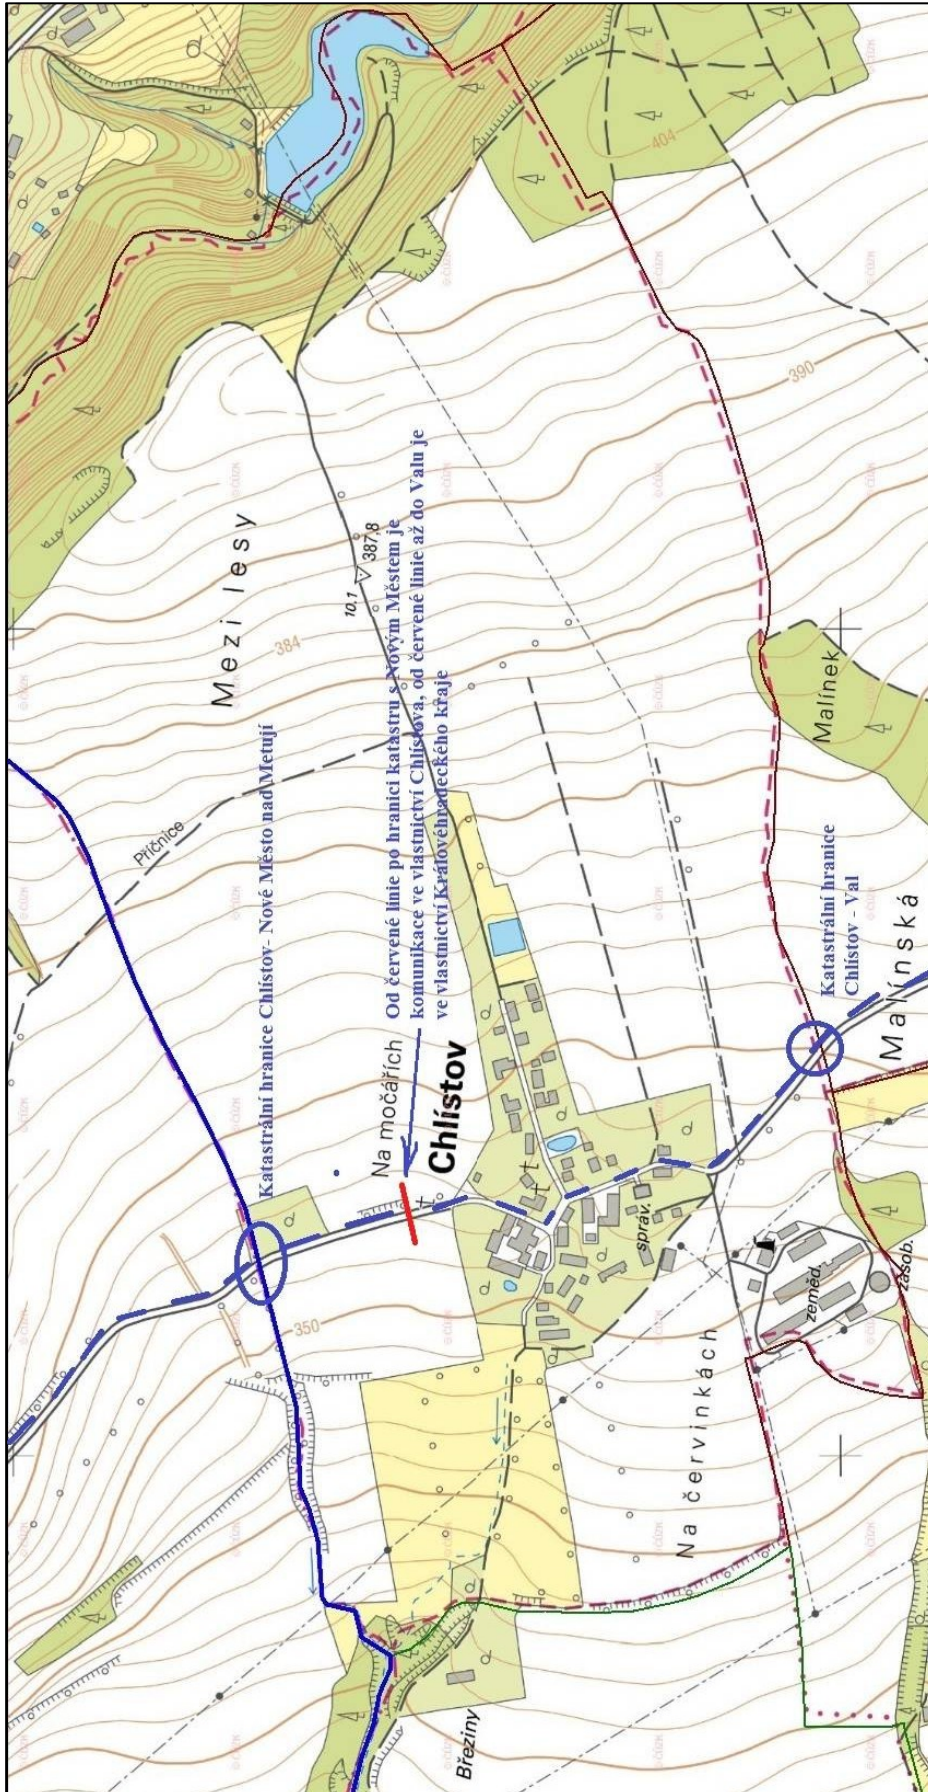 Mezi lesy
384
10.1
387,8
404
390
Příčnice
Katastrální hranice Chlístov- Nové Město nad Metují
Od červené linie po hranici katastru s Novým Městem je
komunikace ve vlastnictví Chlístova, od červené linie až do Valu je
ve vlastnictví Královéhradeckého kraje
Na močářích
Chlístov
Malínek
Katastrální hranice
Chlístov - Val
Malínská
350
správ.
zeměd.
zásob.
Na červinkách
Březiny
©ČÚZK